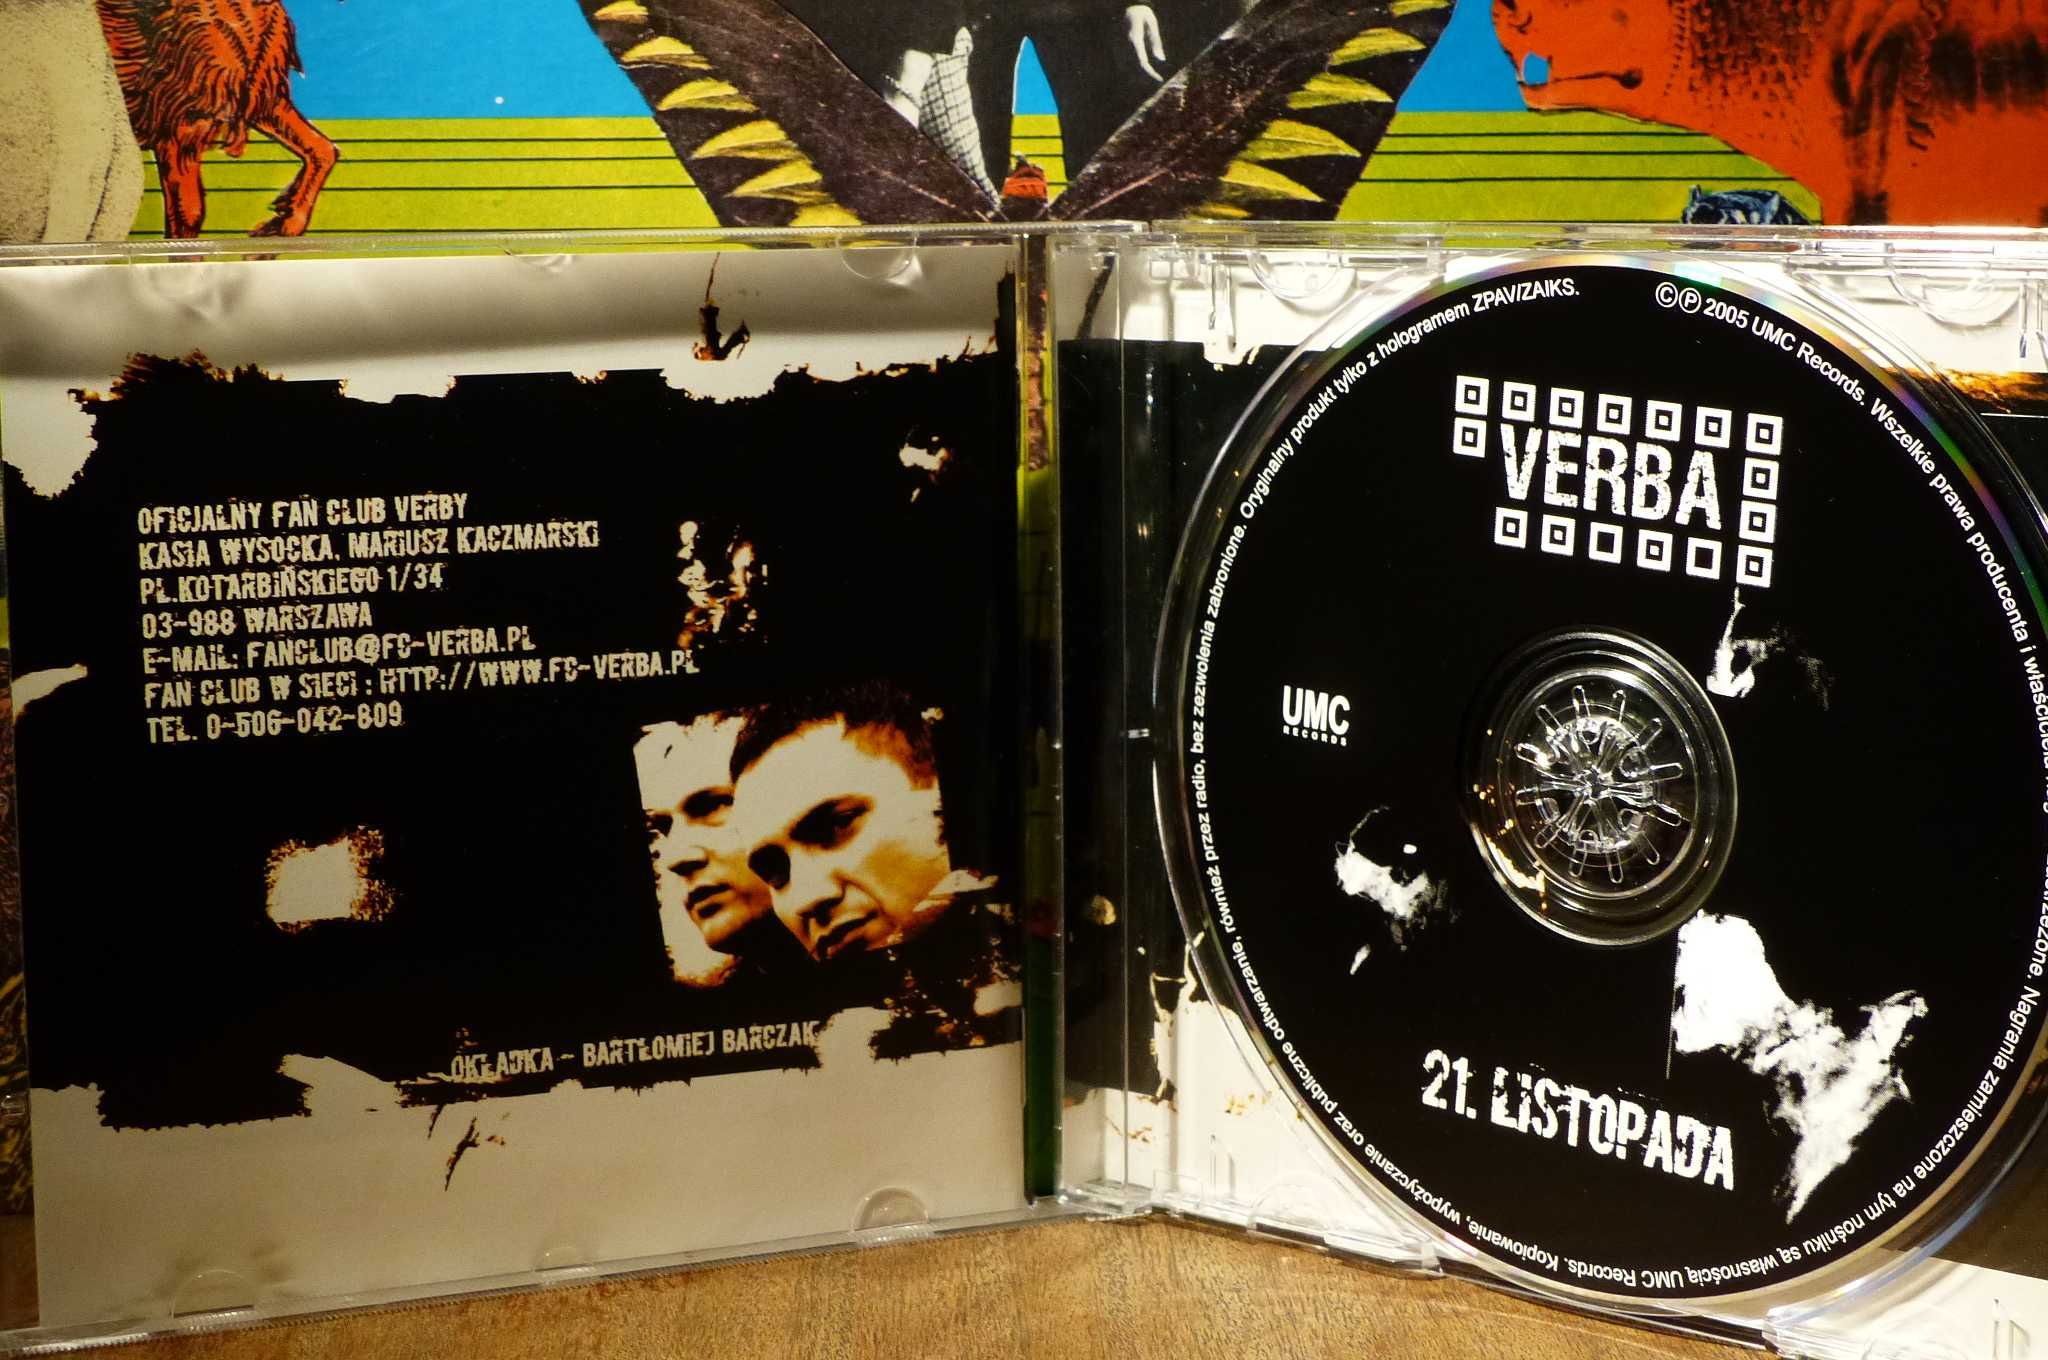 OFICJALNY FAN CLUB VERBY
KASIA WYSOCKA, MARIUSZ KACZMARSKI
PL.KOTARBIŃSKIEGO 1/34
03-988 WARSZAWA
E-MAIL: FANCLUB@FC-VERBA.PL
FAN CLUB W SIECI : HTTP://WWW.FC-VERBA.PL
TEL. 0-506-042-809
OKŁADKA - BARTŁOMIEJ BARCZAK
VERBA
UMC
RECORDS
21. LISTOPADA
©℗ 2005 UMC Records. Wszelkie prawa producenta i właściciela zastrzeżone. Nagrania zamieszczone na tym nośniku są własnością UMC Records. Kopiowanie, wypożyczanie oraz publiczne odtwarzanie, również przez radio, bez zezwolenia zabronione. Oryginalny produkt tylko z hologramem ZPAV/ZAIKS.